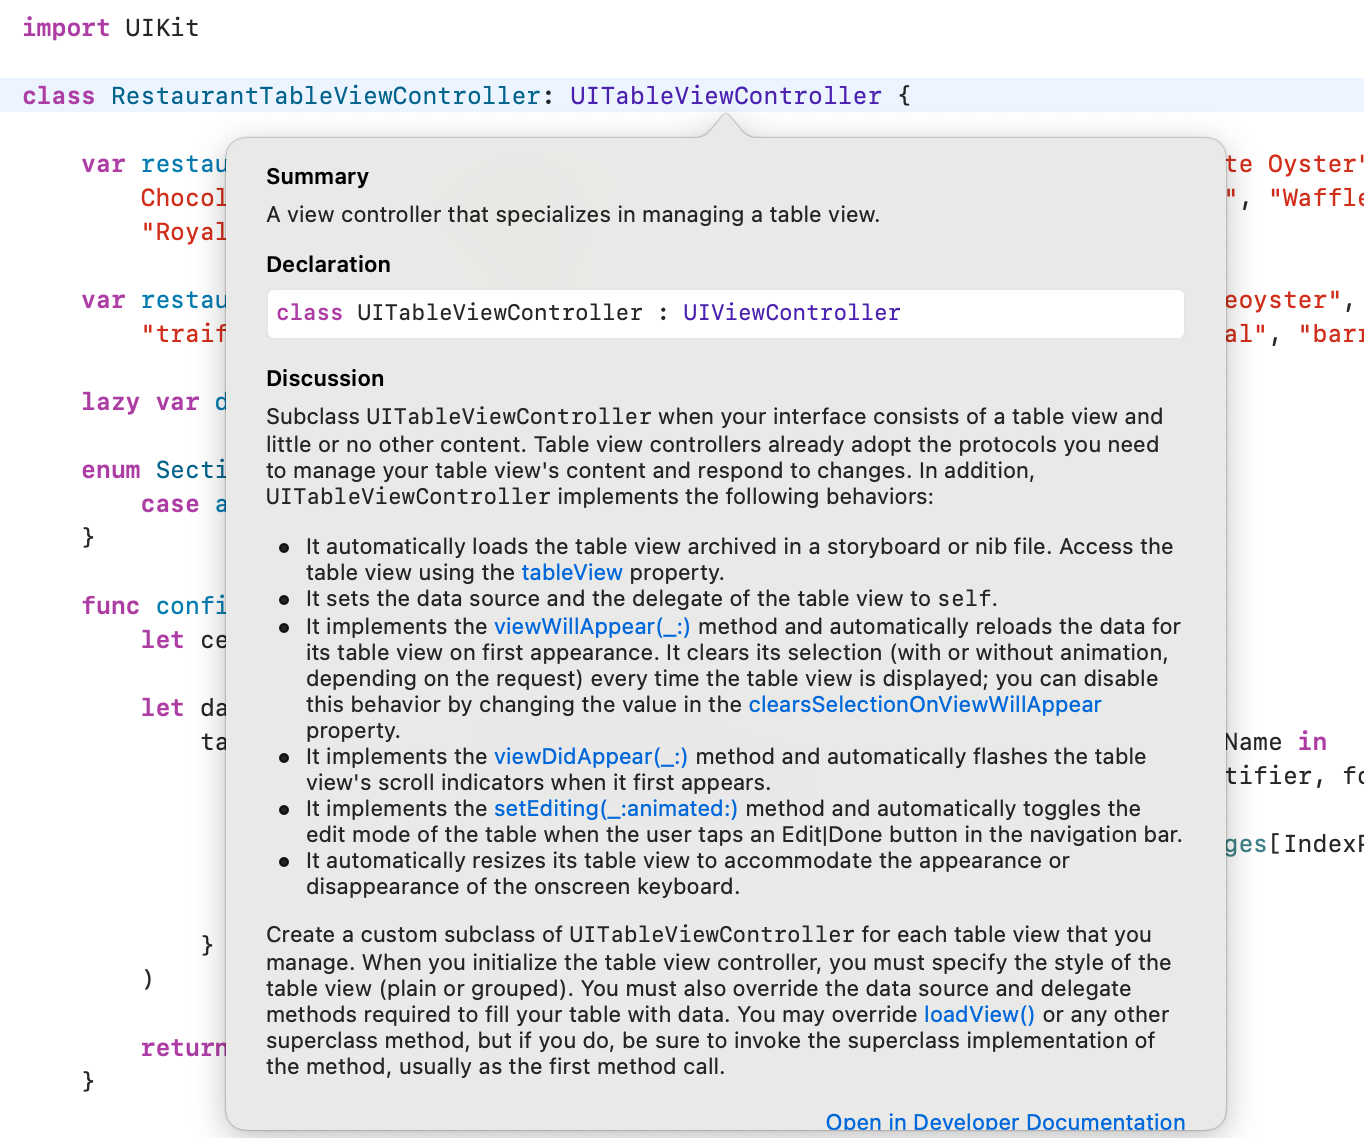 import UIKit
class RestaurantTableViewController: UITableViewController {
var restau
te Oyster"
Chocol
", "Waffle
"Royal
Summary
A view controller that specializes in managing a table view.
Declaration
class UITableViewController : UIViewController
var restau
eoyster",
"traif
al", "barr
Discussion
Subclass UITableViewController when your interface consists of a table view and
little or no other content. Table view controllers already adopt the protocols you need
to manage your table view's content and respond to changes. In addition,
UITableViewController implements the following behaviors:
• It automatically loads the table view archived in a storyboard or nib file. Access the
table view using the tableView property.
• It sets the data source and the delegate of the table view to self.
• It implements the viewWillAppear(_:) method and automatically reloads the data for
its table view on first appearance. It clears its selection (with or without animation,
depending on the request) every time the table view is displayed; you can disable
this behavior by changing the value in the clearsSelectionOnViewWillAppear
property.
• It implements the viewDidAppear(_:) method and automatically flashes the table
view's scroll indicators when it first appears.
• It implements the setEditing(_:animated:) method and automatically toggles the
edit mode of the table when the user taps an Edit|Done button in the navigation bar.
• It automatically resizes its table view to accommodate the appearance or
disappearance of the onscreen keyboard.
Create a custom subclass of UITableViewController for each table view that you
manage. When you initialize the table view controller, you must specify the style of the
table view (plain or grouped). You must also override the data source and delegate
methods required to fill your table with data. You may override loadView() or any other
superclass method, but if you do, be sure to invoke the superclass implementation of
the method, usually as the first method call.
Open in Developer Documentation
lazy var d
enum Secti
case a
}
func confi
let ce
let da
ta
Name in
tifier, fo
ges[IndexP
}
)
return
}